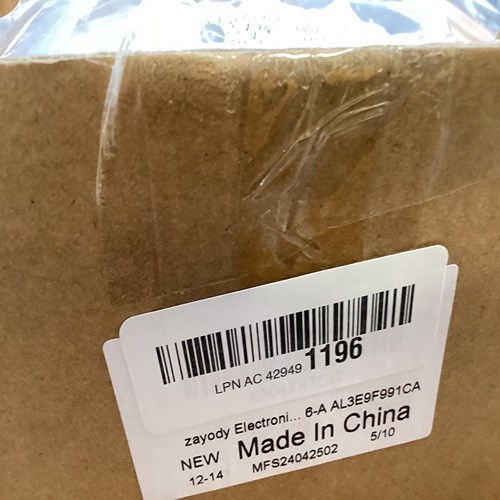 LPN AC 42949 1196
zayody Electroni... 6-A AL3E9F991CA
NEW Made In China
12-14 MFS24042502 5/10